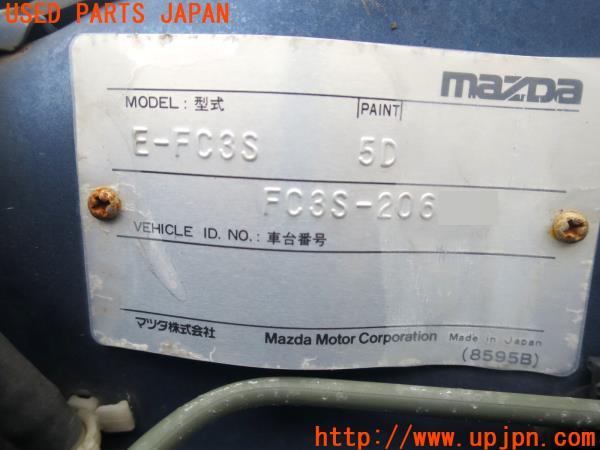 USED PARTS JAPAN
mazda
MODEL: 型式 PAINT
E-FC3S 5D
FC3S-206
VEHICLE ID. NO.: 車台番号
マツダ株式会社 Mazda Motor Corporation Made in Japan
(8595B)
http://www.upjpn.com